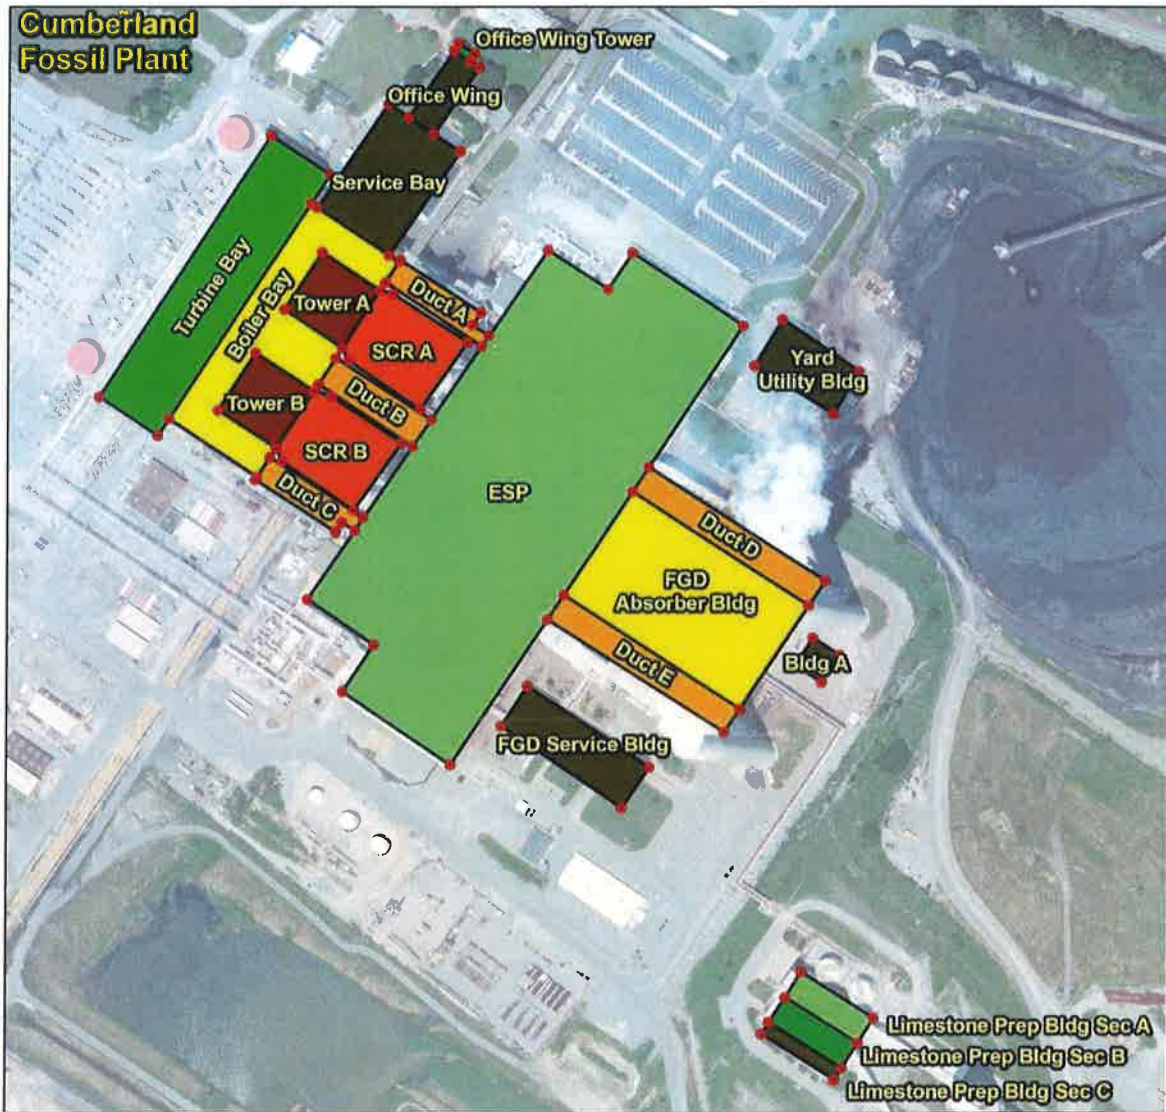 Cumberland
Fossil Plant
Office Wing Tower
Office Wing
Service Bay
Turbine Bay
Boiler Bay
Duct A
Tower A
SCR A
Yard
Utility Bldg
Duct B
Tower B
SCR B
Duct C
ESP
Duct D
FGD
Absorber Bldg
Duct E
Bldg A
FGD Service Bldg
Limestone Prep Bldg Sec A
Limestone Prep Bldg Sec B
Limestone Prep Bldg Sec C